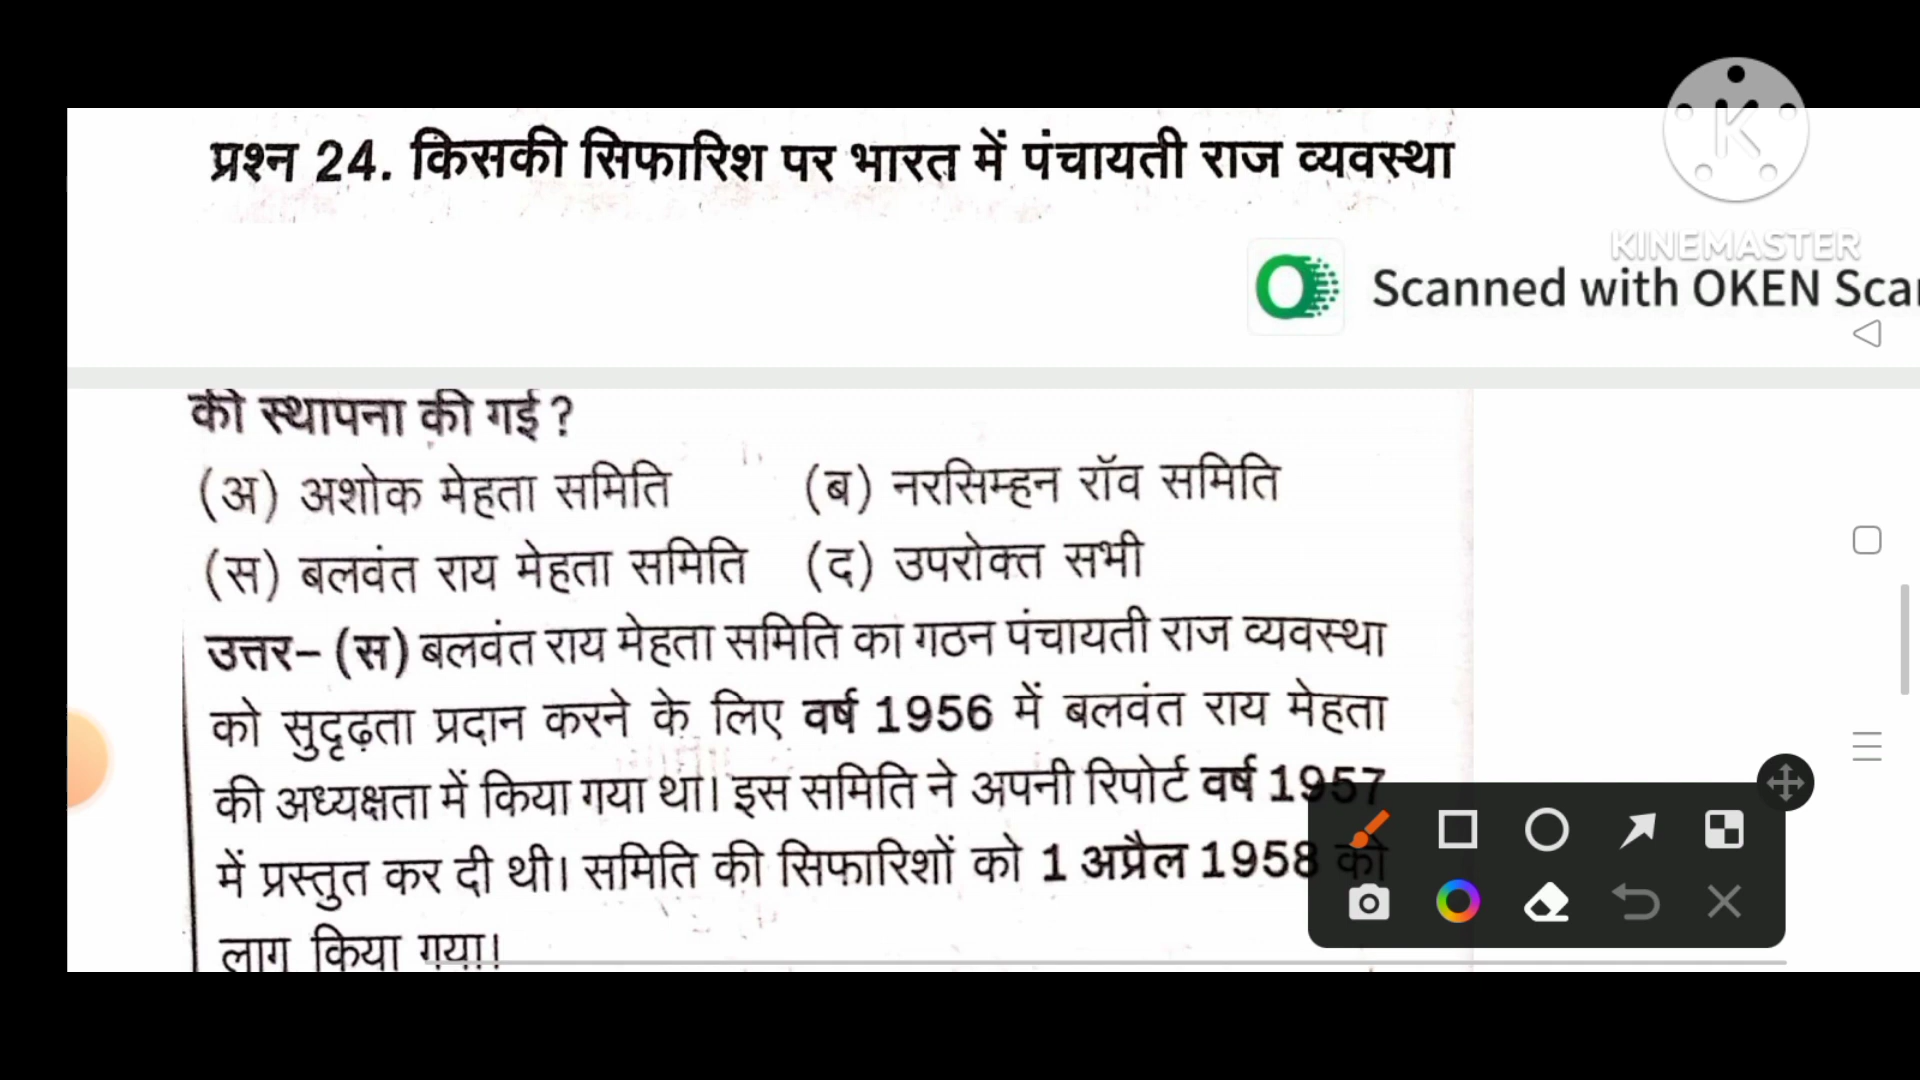 प्रश्न 24. किसकी सिफारिश पर भारत में पंचायती राज व्यवस्था
KINEMASTER
Scanned with OKEN Sca
की स्थापना की गई ?
(अ) अशोक मेहता समिति (ब) नरसिम्हन रॉव समिति
(स) बलवंत राय मेहता समिति (द) उपरोक्त सभी
उत्तर– (स) बलवंत राय मेहता समिति का गठन पंचायती राज व्यवस्था
को सुदृढ़ता प्रदान करने के लिए वर्ष 1956 में बलवंत राय मेहता
की अध्यक्षता में किया गया था। इस समिति ने अपनी रिपोर्ट वर्ष 1957
में प्रस्तुत कर दी थी। समिति की सिफारिशों को 1 अप्रैल 1958 को
लागू किया गया।